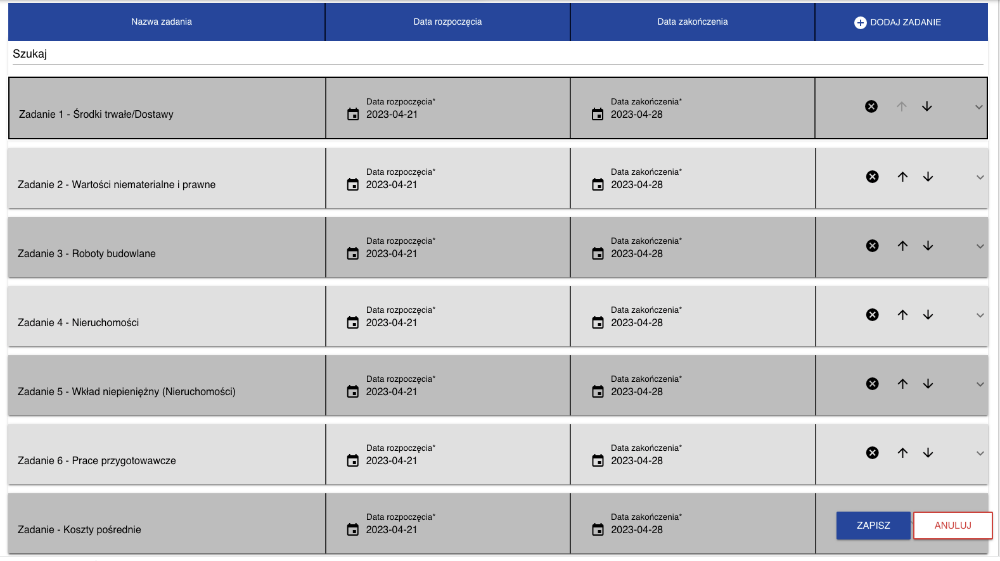 Nazwa zadania Data rozpoczęcia Data zakończenia DODAJ ZADANIE
Szukaj
Data rozpoczęcia* Data zakończenia*
Zadanie 1 - Środki trwałe/Dostawy 2023-04-21 2023-04-28
Data rozpoczęcia* Data zakończenia*
Zadanie 2 - Wartości niematerialne i prawne 2023-04-21 2023-04-28
Data rozpoczęcia* Data zakończenia*
Zadanie 3 - Roboty budowlane 2023-04-21 2023-04-28
Data rozpoczęcia* Data zakończenia*
Zadanie 4 - Nieruchomości 2023-04-21 2023-04-28
Data rozpoczęcia* Data zakończenia*
Zadanie 5 - Wkład niepieniężny (Nieruchomości) 2023-04-21 2023-04-28
Data rozpoczęcia* Data zakończenia*
Zadanie 6 - Prace przygotowawcze 2023-04-21 2023-04-28
Data rozpoczęcia* Data zakończenia*
Zadanie - Koszty pośrednie 2023-04-21 2023-04-28 ZAPISZ ANULUJ